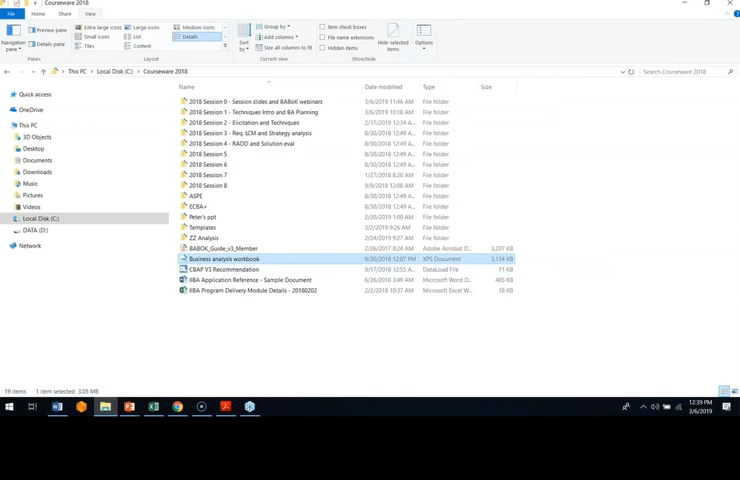 Courseware 2018
File Home Share View
Navigation pane
Preview pane
Details pane
Panes
Extra large icons Large icons Medium icons
Small icons List Details
Tiles Content
Layout
Sort by
Group by
Add columns
Size all columns to fit
Current view
Item check boxes
File name extensions
Hidden items
Hide selected items
Show/hide
Options
This PC Local Disk (C:) Courseware 2018
Search Courseware 2018
Name Date modified Type Size
Quick access
OneDrive
This PC
3D Objects
Desktop
Documents
Downloads
Music
Pictures
Videos
Local Disk (C:)
DATA (D:)
Network
2018 Session 0 - Session slides and BABoK webinars 3/6/2019 11:46 AM File folder
2018 Session 1 - Techniques Intro and BA Planning 3/6/2019 10:18 AM File folder
2018 Session 2 - Elicitation and Techniques 2/17/2019 12:34 A... File folder
2018 Session 3 - Req. LCM and Strategy analysis 8/30/2018 12:49 A... File folder
2018 Session 4 - RADD and Solution eval 8/30/2018 12:49 A... File folder
2018 Session 5 8/30/2018 12:49 A... File folder
2018 Session 6 8/30/2018 12:49 A... File folder
2018 Session 7 1/27/2018 8:20 AM File folder
2018 Session 8 9/9/2018 12:08 AM File folder
ASPE 8/30/2018 12:49 A... File folder
ECBA+ 8/30/2018 12:49 A... File folder
Peter's ppt 2/20/2019 1:00 AM File folder
Templates 3/2/2019 9:26 AM File folder
ZZ Analysis 2/24/2019 9:27 AM File folder
BABOK_Guide_v3_Member 2/26/2017 8:24 AM Adobe Acrobat D... 3,207 KB
Business analysis workbook 9/30/2018 12:07 PM XPS Document 3,134 KB
CBAP V3 Recommendation 9/17/2018 12:55 A... DataLoad File 11 KB
IIBA Application Reference - Sample Document 6/26/2018 3:49 AM Microsoft Word D... 405 KB
IIBA Program Delivery Module Details - 20180202 2/2/2018 10:37 AM Microsoft Excel W... 18 KB
19 items 1 item selected 3.05 MB
12:39 PM
3/6/2019